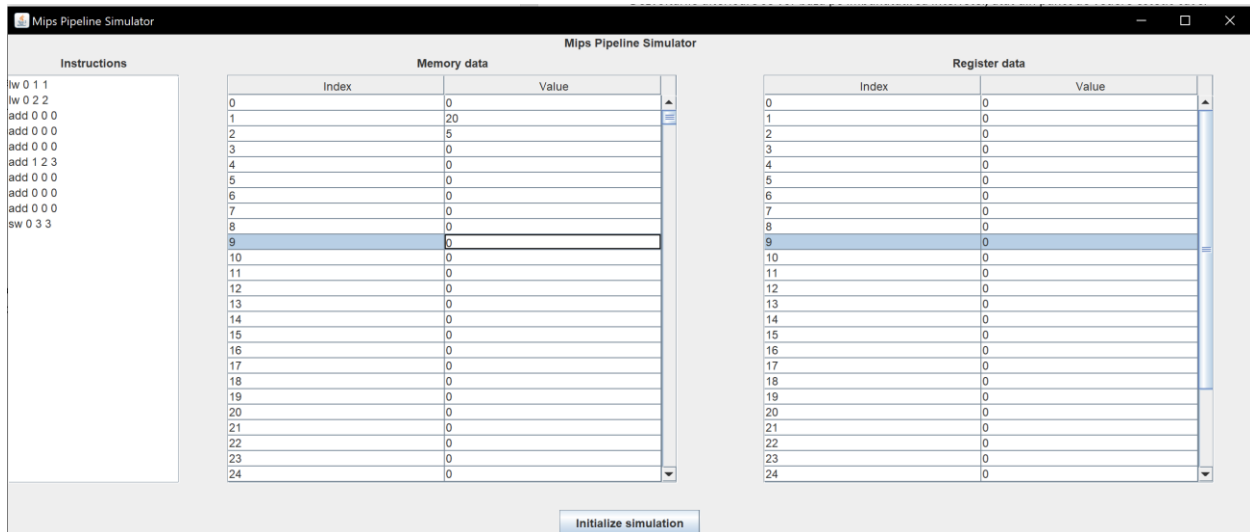 Mips Pipeline Simulator
Mips Pipeline Simulator
Instructions
lw 0 1 1
lw 0 2 2
add 0 0 0
add 0 0 0
add 0 0 0
add 1 2 3
add 0 0 0
add 0 0 0
add 0 0 0
sw 0 3 3
Memory data
Index Value
0 0
1 20
2 5
3 0
4 0
5 0
6 0
7 0
8 0
9 0
10 0
11 0
12 0
13 0
14 0
15 0
16 0
17 0
18 0
19 0
20 0
21 0
22 0
23 0
24 0
Register data
Index Value
0 0
1 0
2 0
3 0
4 0
5 0
6 0
7 0
8 0
9 0
10 0
11 0
12 0
13 0
14 0
15 0
16 0
17 0
18 0
19 0
20 0
21 0
22 0
23 0
24 0
Initialize simulation